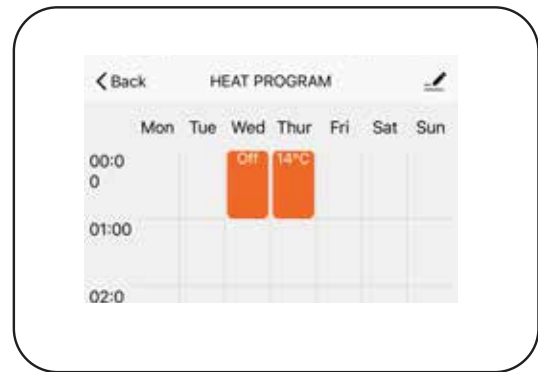 Back HEAT PROGRAM
Mon Tue Wed Thur Fri Sat Sun
00:0
0
Off 14°C
01:00
02:0